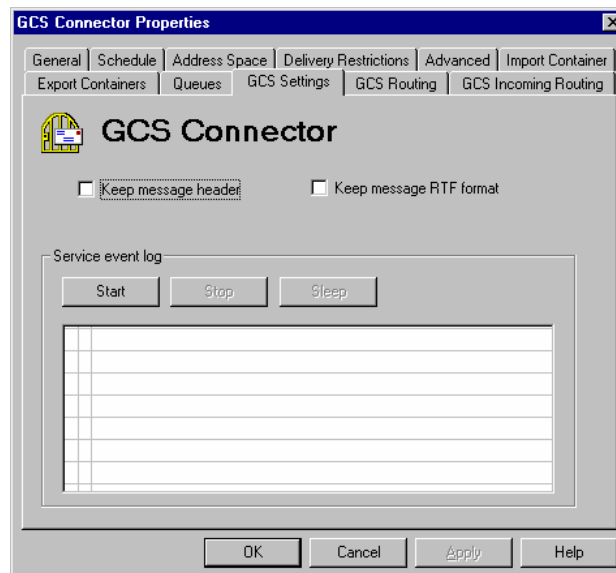 GCS Connector Properties
General Schedule Address Space Delivery Restrictions Advanced Import Container
Export Containers Queues GCS Settings GCS Routing GCS Incoming Routing
GCS Connector
Keep message header Keep message RTF format
Service event log
Start Stop Sleep
OK Cancel Apply Help